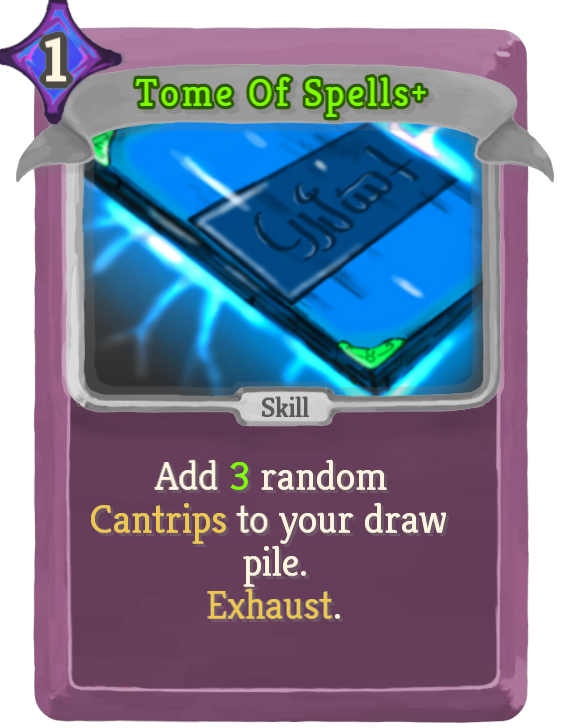 1
Tome Of Spells+
Skill
Add 3 random
Cantrips to your draw
pile.
Exhaust.